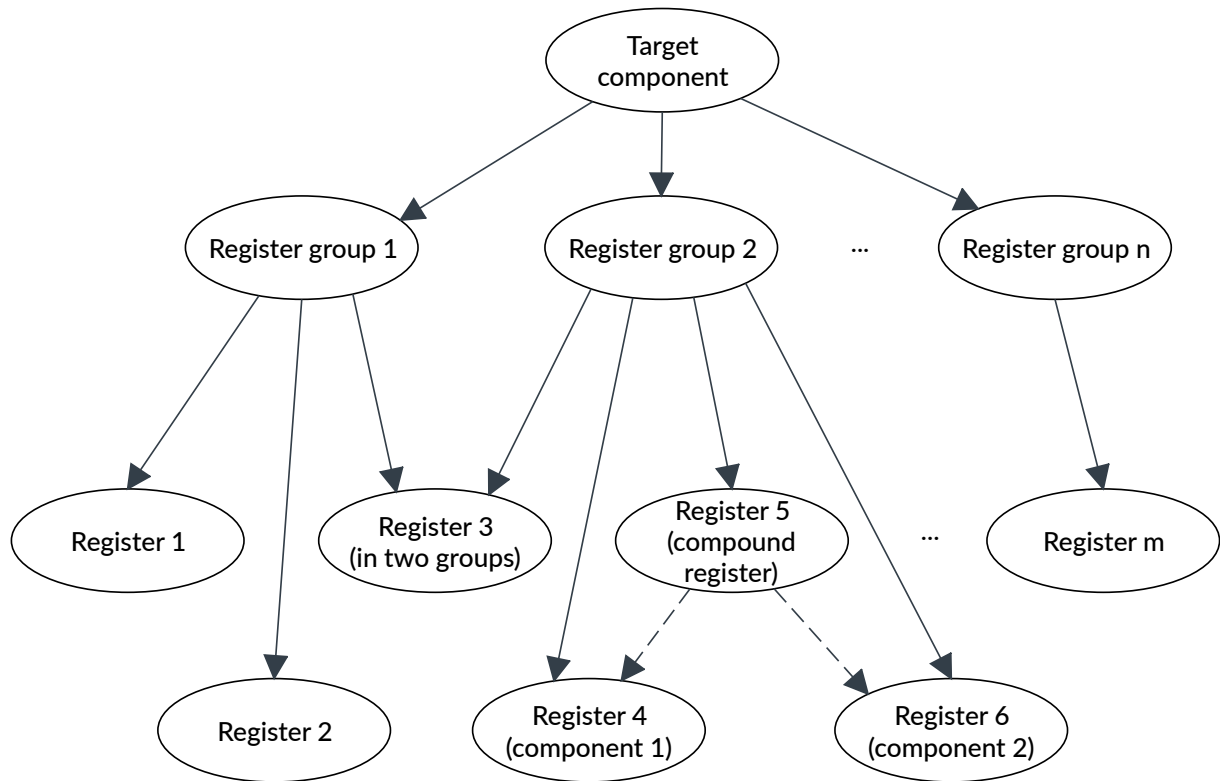 Target
component
Register group 1
Register group 2
...
Register group n
Register 1
Register 3
(in two groups)
Register 5
(compound
register)
...
Register m
Register 2
Register 4
(component 1)
Register 6
(component 2)